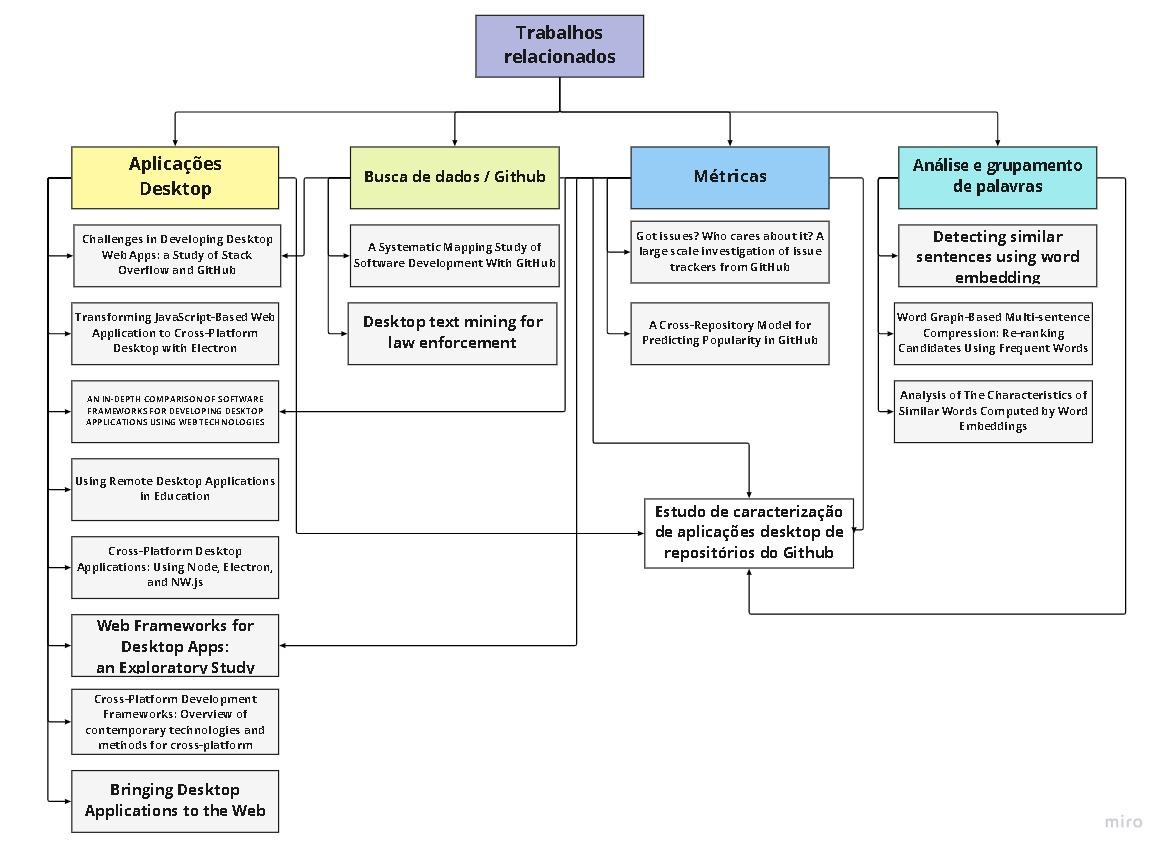 Trabalhos
relacionados
Aplicações
Desktop
Busca de dados / Github
Métricas
Análise e grupamento
de palavras
Challenges in Developing Desktop
Web Apps: a Study of Stack
Overflow and GitHub
A Systematic Mapping Study of
Software Development With GitHub
Got issues? Who cares about it? A
large scale investigation of issue
trackers from GitHub
Detecting similar
sentences using word
embedding
Transforming JavaScript-Based Web
Application to Cross-Platform
Desktop with Electron
Desktop text mining for
law enforcement
A Cross-Repository Model for
Predicting Popularity in GitHub
Word Graph-Based Multi-sentence
Compression: Re-ranking
Candidates Using Frequent Words
AN IN-DEPTH COMPARISON OF SOFTWARE
FRAMEWORKS FOR DEVELOPING DESKTOP
APPLICATIONS USING WEB TECHNOLOGIES
Analysis of The Characteristics of
Similar Words Computed by Word
Embeddings
Using Remote Desktop Applications
in Education
Estudo de caracterização
de aplicações desktop de
repositórios do Github
Cross-Platform Desktop
Applications: Using Node, Electron,
and NW.js
Web Frameworks for
Desktop Apps:
an Exploratory Study
Cross-Platform Development
Frameworks: Overview of
contemporary technologies and
methods for cross-platform
Bringing Desktop
Applications to the Web
miro